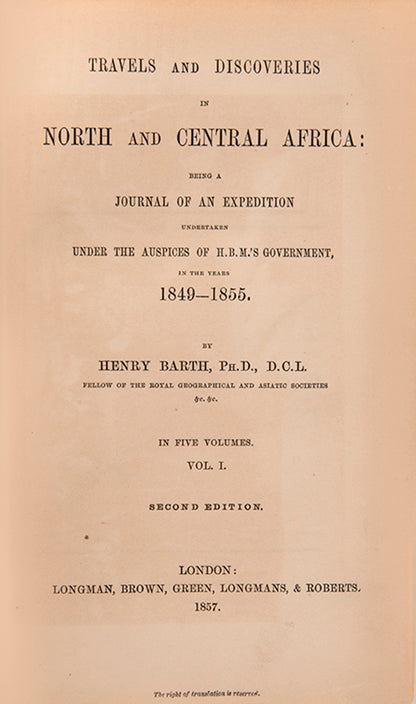 TRAVELS AND DISCOVERIES
IN
NORTH AND CENTRAL AFRICA:
BEING A
JOURNAL OF AN EXPEDITION
UNDERTAKEN
UNDER THE AUSPICES OF H.B.M.'S GOVERNMENT,
IN THE YEARS
1849—1855.
BY
HENRY BARTH, PH.D., D.C.L.
FELLOW OF THE ROYAL GEOGRAPHICAL AND ASIATIC SOCIETIES
&c. &c.
IN FIVE VOLUMES.
VOL. I.
SECOND EDITION.
LONDON:
LONGMAN, BROWN, GREEN, LONGMANS, & ROBERTS.
1857.
The right of translation is reserved.